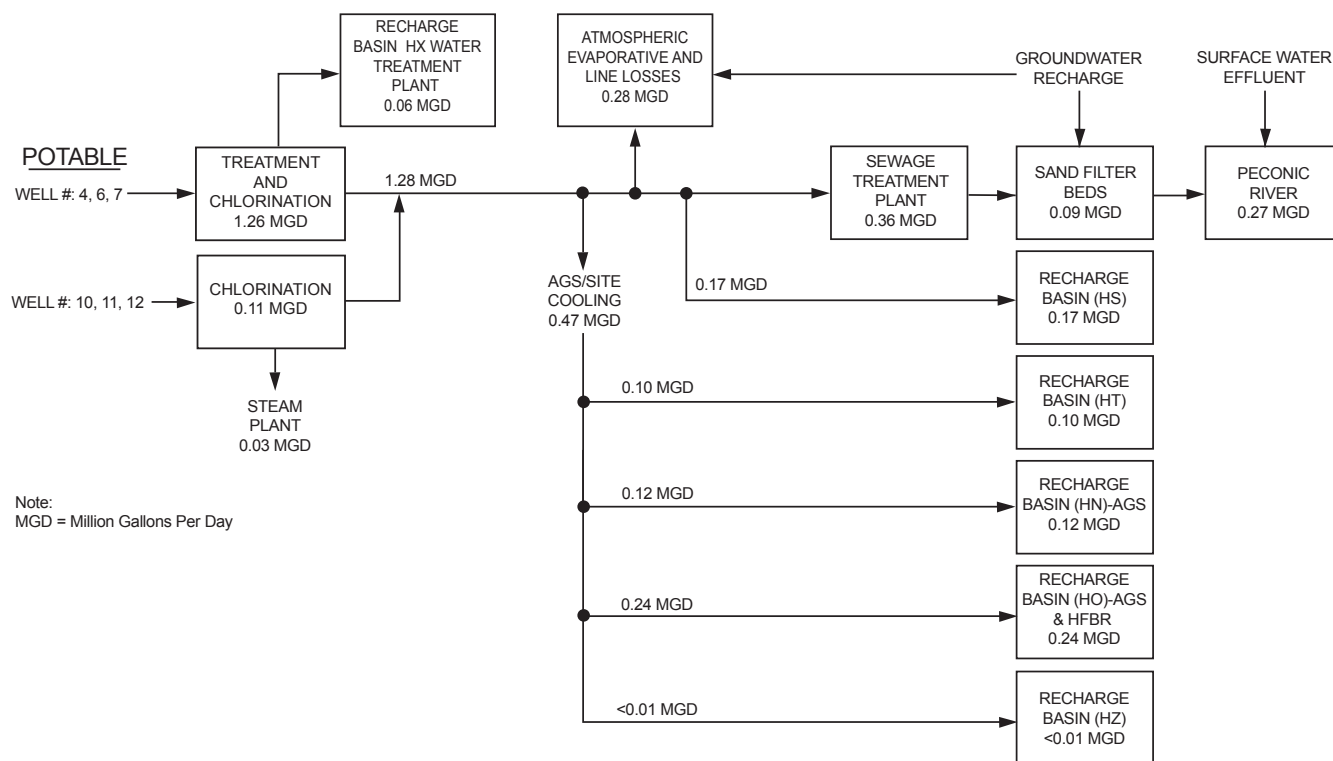 RECHARGE
BASIN HX WATER
TREATMENT
PLANT
0.06 MGD
ATMOSPHERIC
EVAPORATIVE AND
LINE LOSSES
0.28 MGD
GROUNDWATER
RECHARGE
SURFACE WATER
EFFLUENT
POTABLE
WELL #: 4, 6, 7
TREATMENT
AND
CHLORINATION
1.26 MGD
1.28 MGD
SEWAGE
TREATMENT
PLANT
0.36 MGD
SAND FILTER
BEDS
0.09 MGD
PECONIC
RIVER
0.27 MGD
WELL #: 10, 11, 12
CHLORINATION
0.11 MGD
AGS/SITE
COOLING
0.47 MGD
0.17 MGD
RECHARGE
BASIN (HS)
0.17 MGD
STEAM
PLANT
0.03 MGD
0.10 MGD
RECHARGE
BASIN (HT)
0.10 MGD
Note:
MGD = Million Gallons Per Day
0.12 MGD
RECHARGE
BASIN (HN)-AGS
0.12 MGD
0.24 MGD
RECHARGE
BASIN (HO)-AGS
& HFBR
0.24 MGD
<0.01 MGD
RECHARGE
BASIN (HZ)
<0.01 MGD